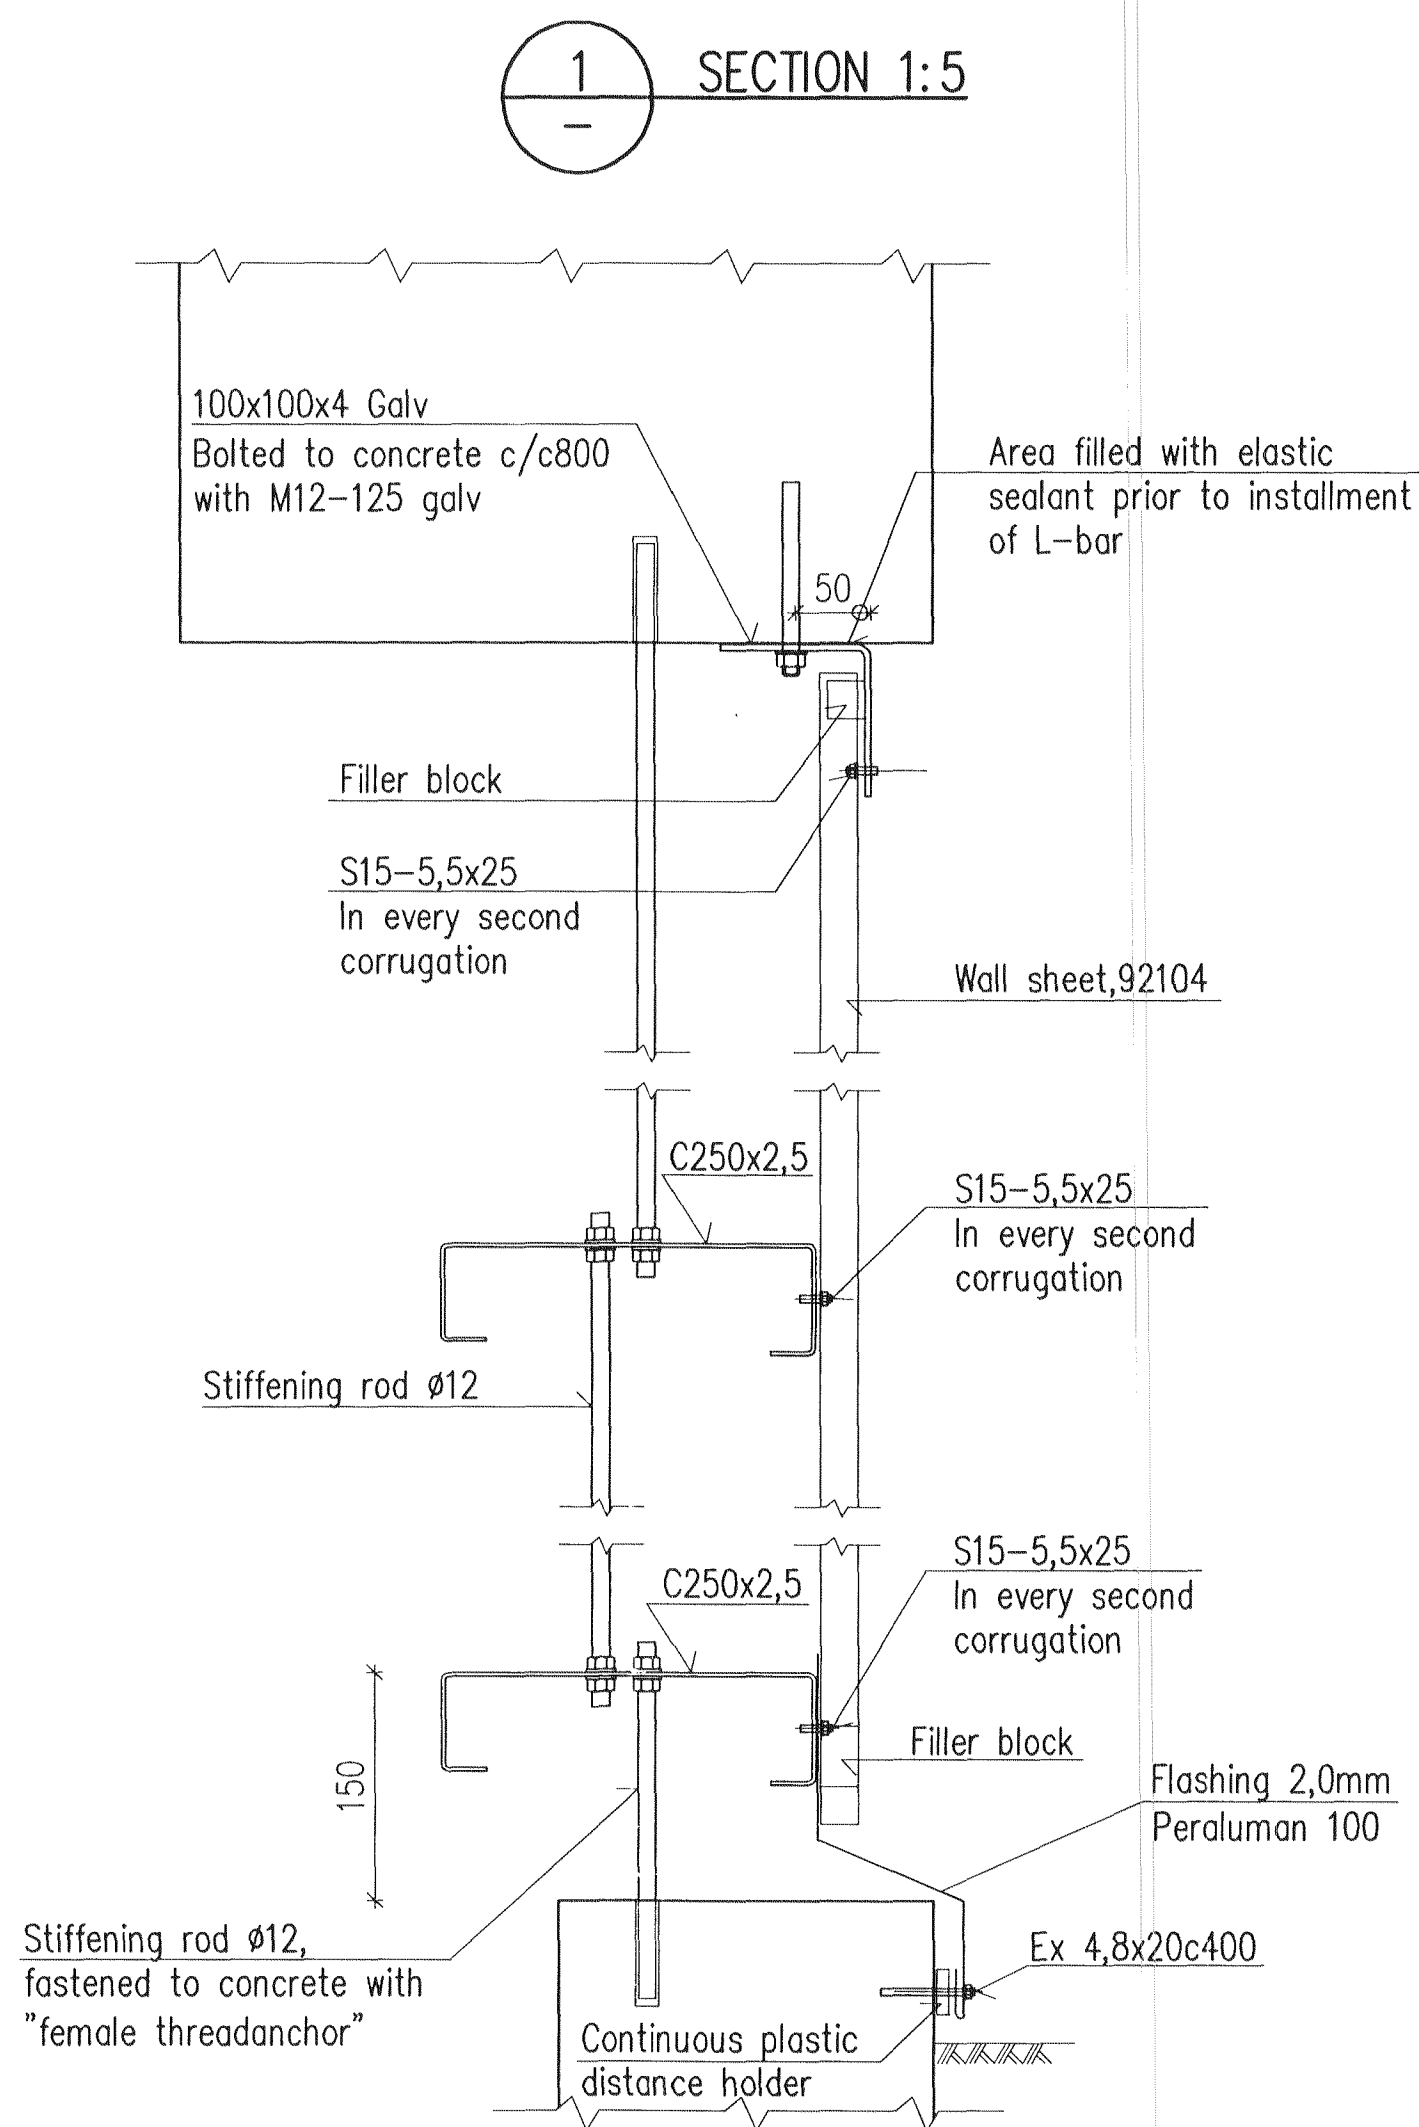 1
SECTION 1:5
–
100x100x4 Galv
Bolted to concrete c/c800
with M12-125 galv
Area filled with elastic
sealant prior to installment
of L-bar
50
Filler block
S15-5,5x25
In every second
corrugation
Wall sheet,92104
C250x2,5
S15-5,5x25
In every second
corrugation
Stiffening rod ø12
S15-5,5x25
In every second
corrugation
C250x2,5
150
Filler block
Flashing 2,0mm
Peraluman 100
Stiffening rod ø12,
fastened to concrete with
"female threadanchor"
Ex 4,8x20c400
Continuous plastic
distance holder